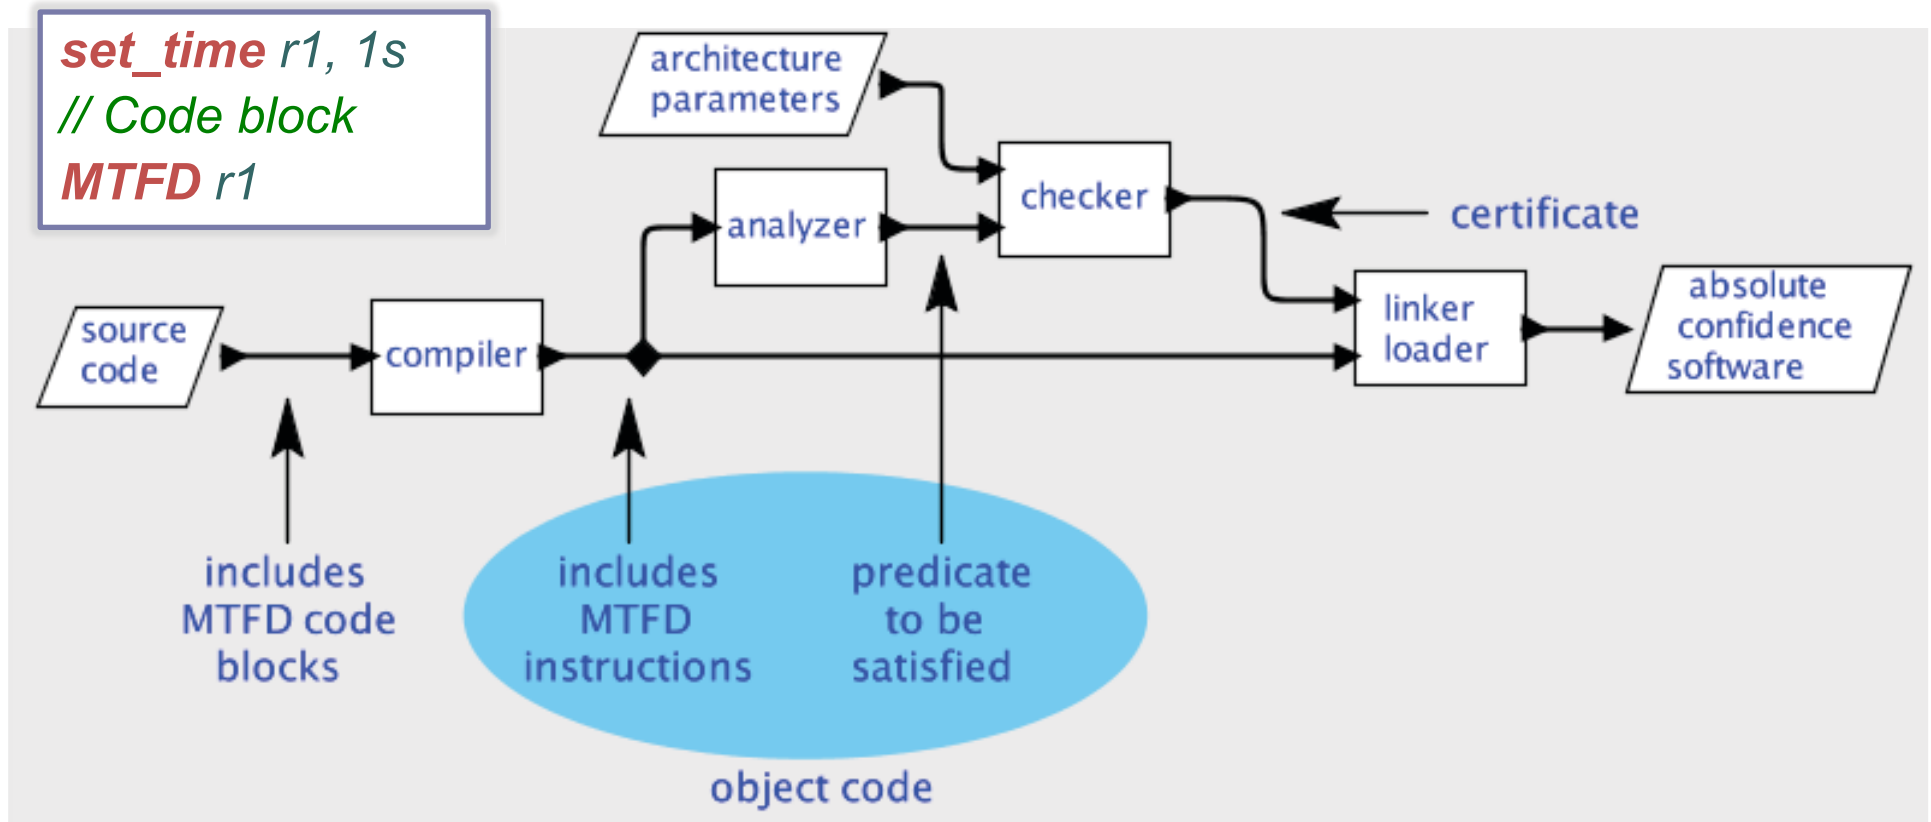 set_time r1, 1s
// Code block
MTFD r1
architecture
parameters
checker
analyzer
certificate
source
code
compiler
linker
loader
absolute
confidence
software
includes
MTFD code
blocks
includes
MTFD
instructions
predicate
to be
satisfied
object code